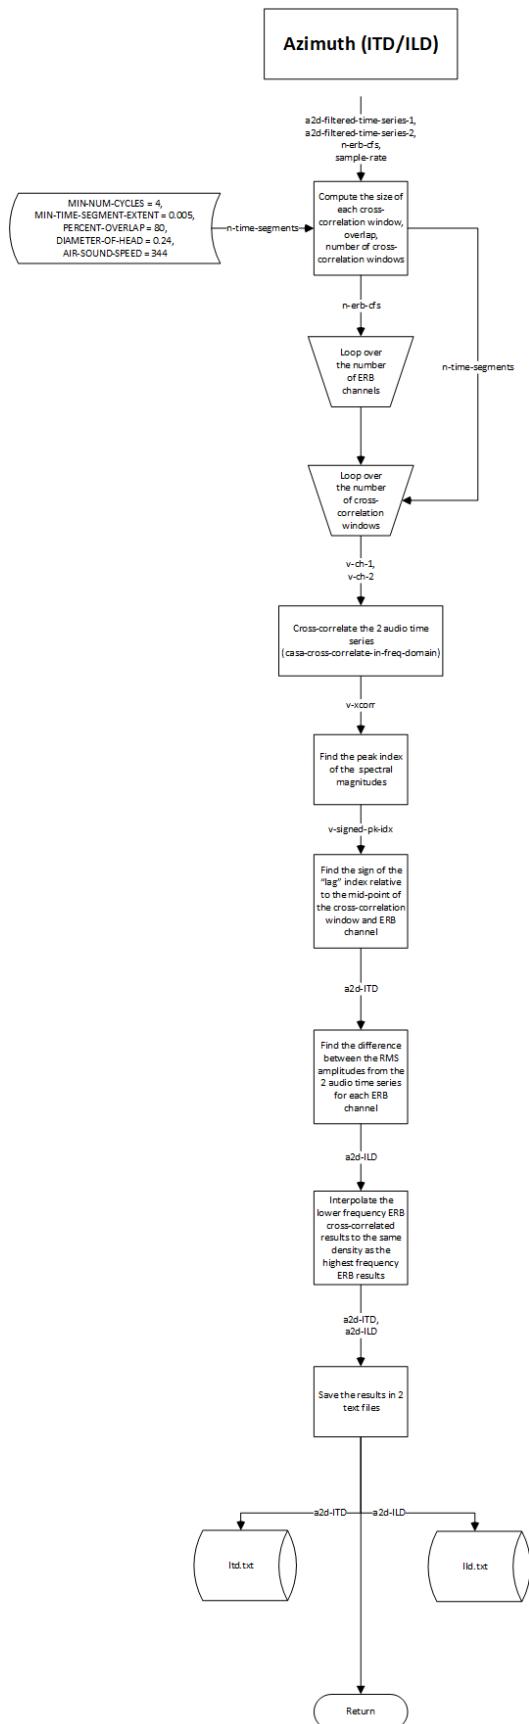 Azimuth (ITD/ILD)
a2d-filtered-time-series-1,
a2d-filtered-time-series-2,
n-erb-cfs,
sample-rate
MIN-NUM-CYCLES = 4,
MIN-TIME-SEGMENT-EXTENT = 0.005,
PERCENT-OVERLAP = 80,
DIAMETER-OF-HEAD = 0.24,
AIR-SOUND-SPEED = 344
n-time-segments
Compute the size of
each cross-
correlation window,
overlap,
number of cross-
correlation windows
n-erb-cfs
Loop over
the number
of ERB
channels
n-time-segments
Loop over
the number
of cross-
correlation
windows
v-ch-1,
v-ch-2
Cross-correlate the 2 audio time
series
(casa-cross-correlate-in-freq-domain)
v-xcorr
Find the peak index
of the spectral
magnitudes
v-signed-pk-idx
Find the sign of the
"lag" index relative
to the mid-point of
the cross-correlation
window and ERB
channel
a2d-ITD
Find the difference
between the RMS
amplitudes from the
2 audio time series
for each ERB
channel
a2d-ILD
Interpolate the
lower frequency ERB
cross-correlated
results to the same
density as the
highest frequency
ERB results
a2d-ITD,
a2d-ILD
Save the results in 2
text files
a2d-ITD
a2d-ILD
Itd.txt
Ild.txt
Return